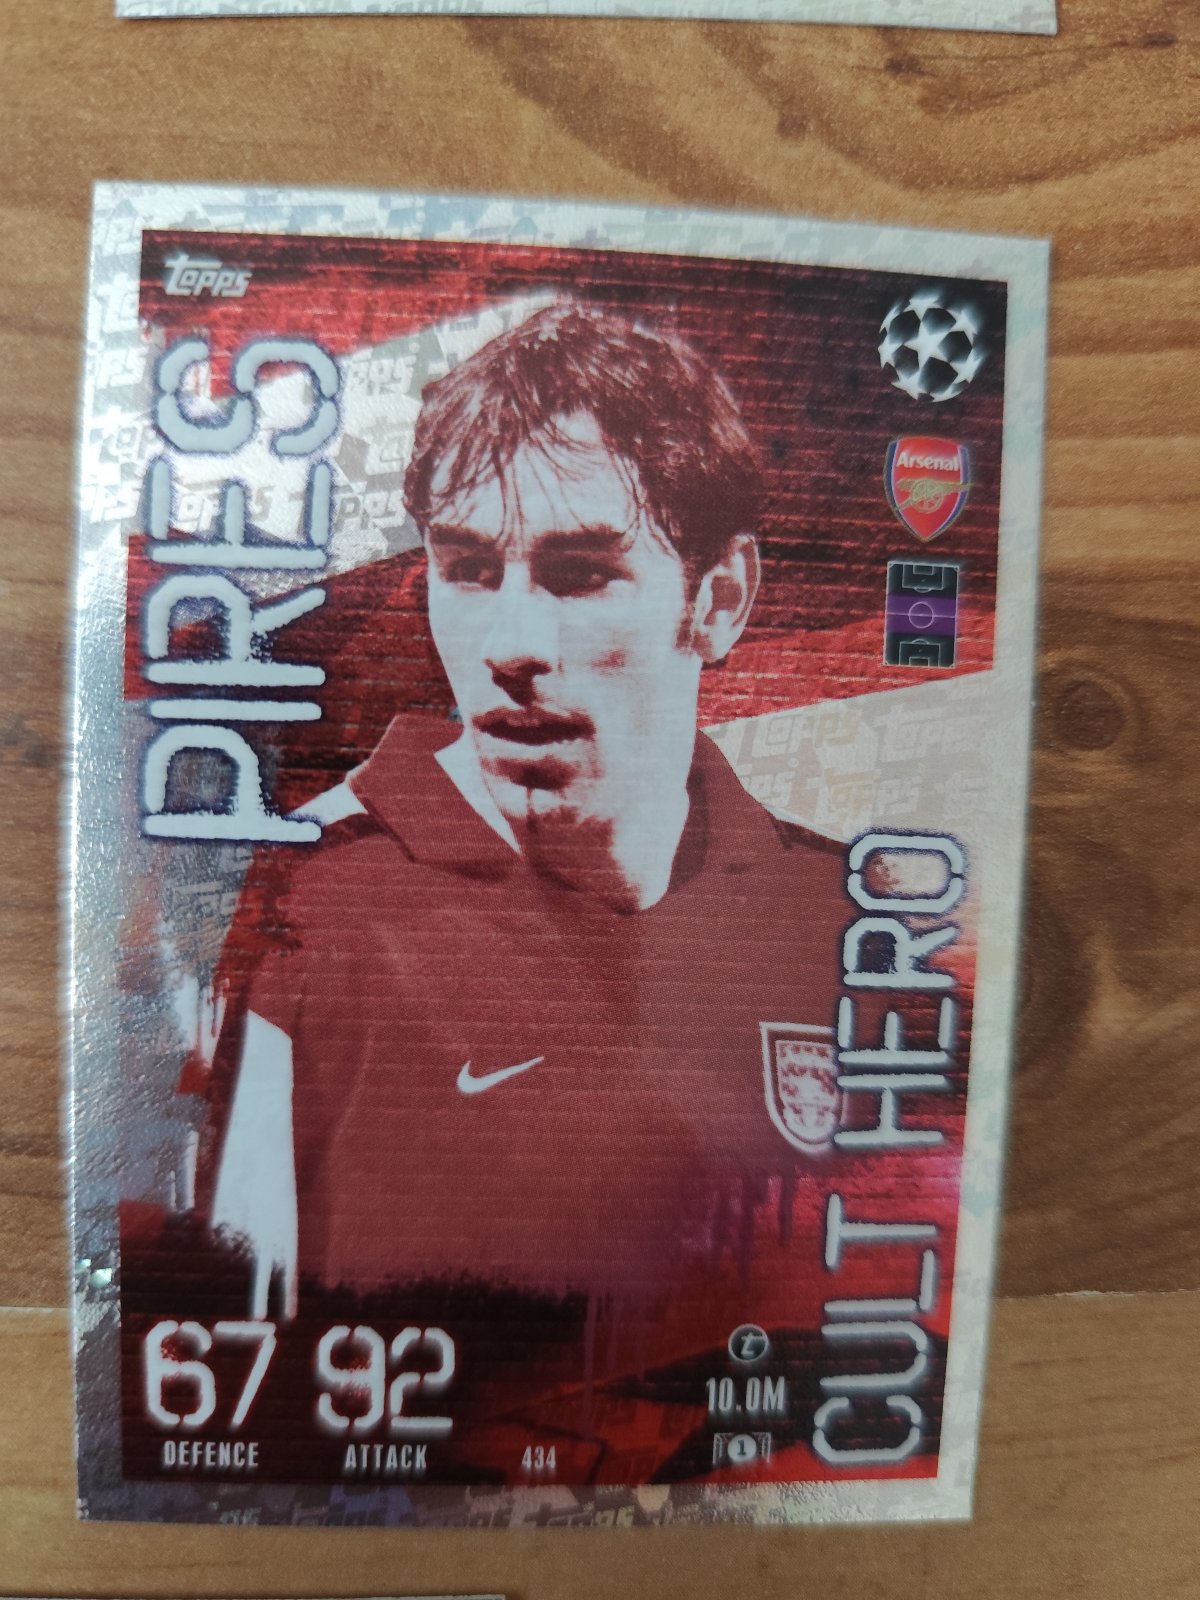 Topps
PIRES
Arsenal
CULT HERO
67 92
DEFENCE ATTACK
434
t
10.0M
1